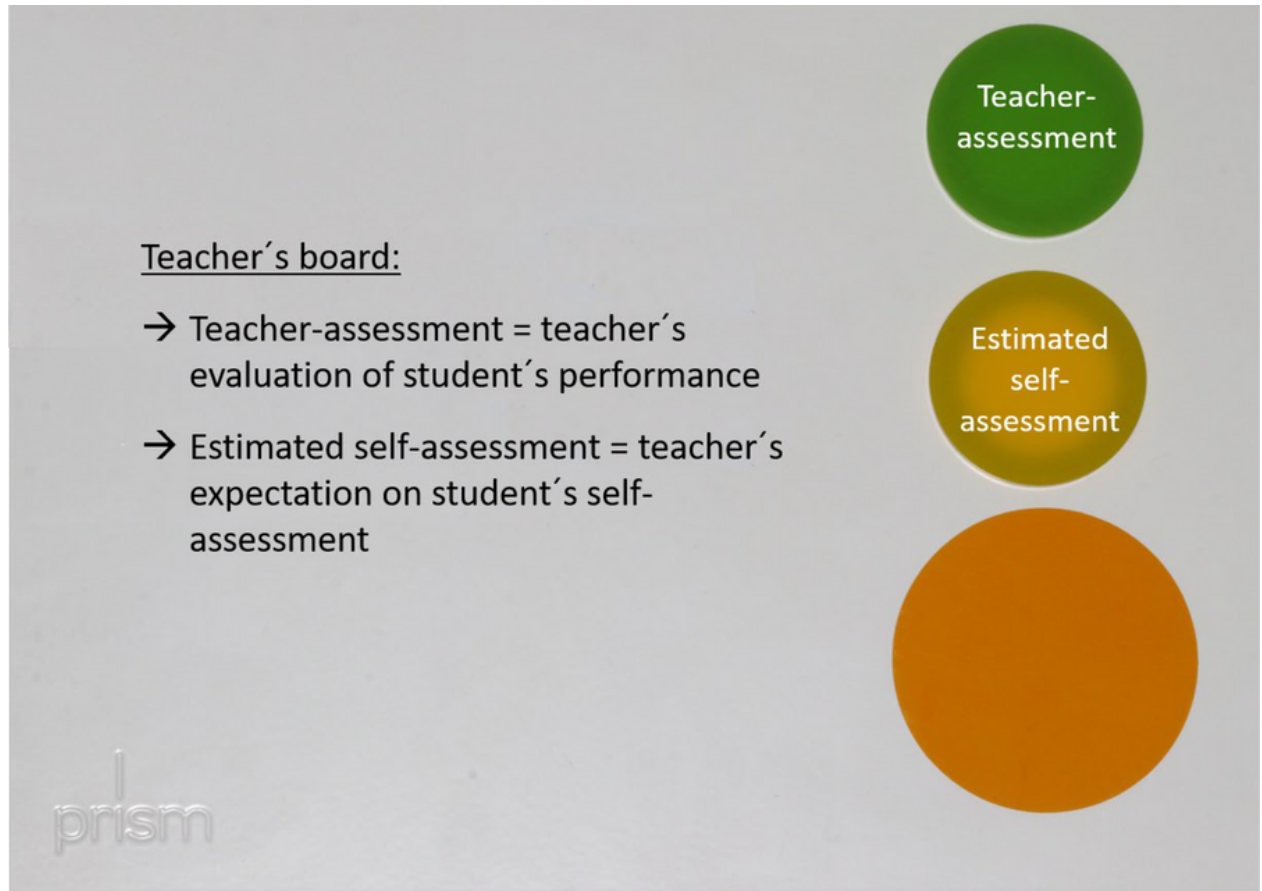 Teacher-
assessment
Teacher´s board:
→ Teacher-assessment = teacher´s
evaluation of student´s performance
Estimated
self-
assessment
→ Estimated self-assessment = teacher´s
expectation on student´s self-
assessment
prism